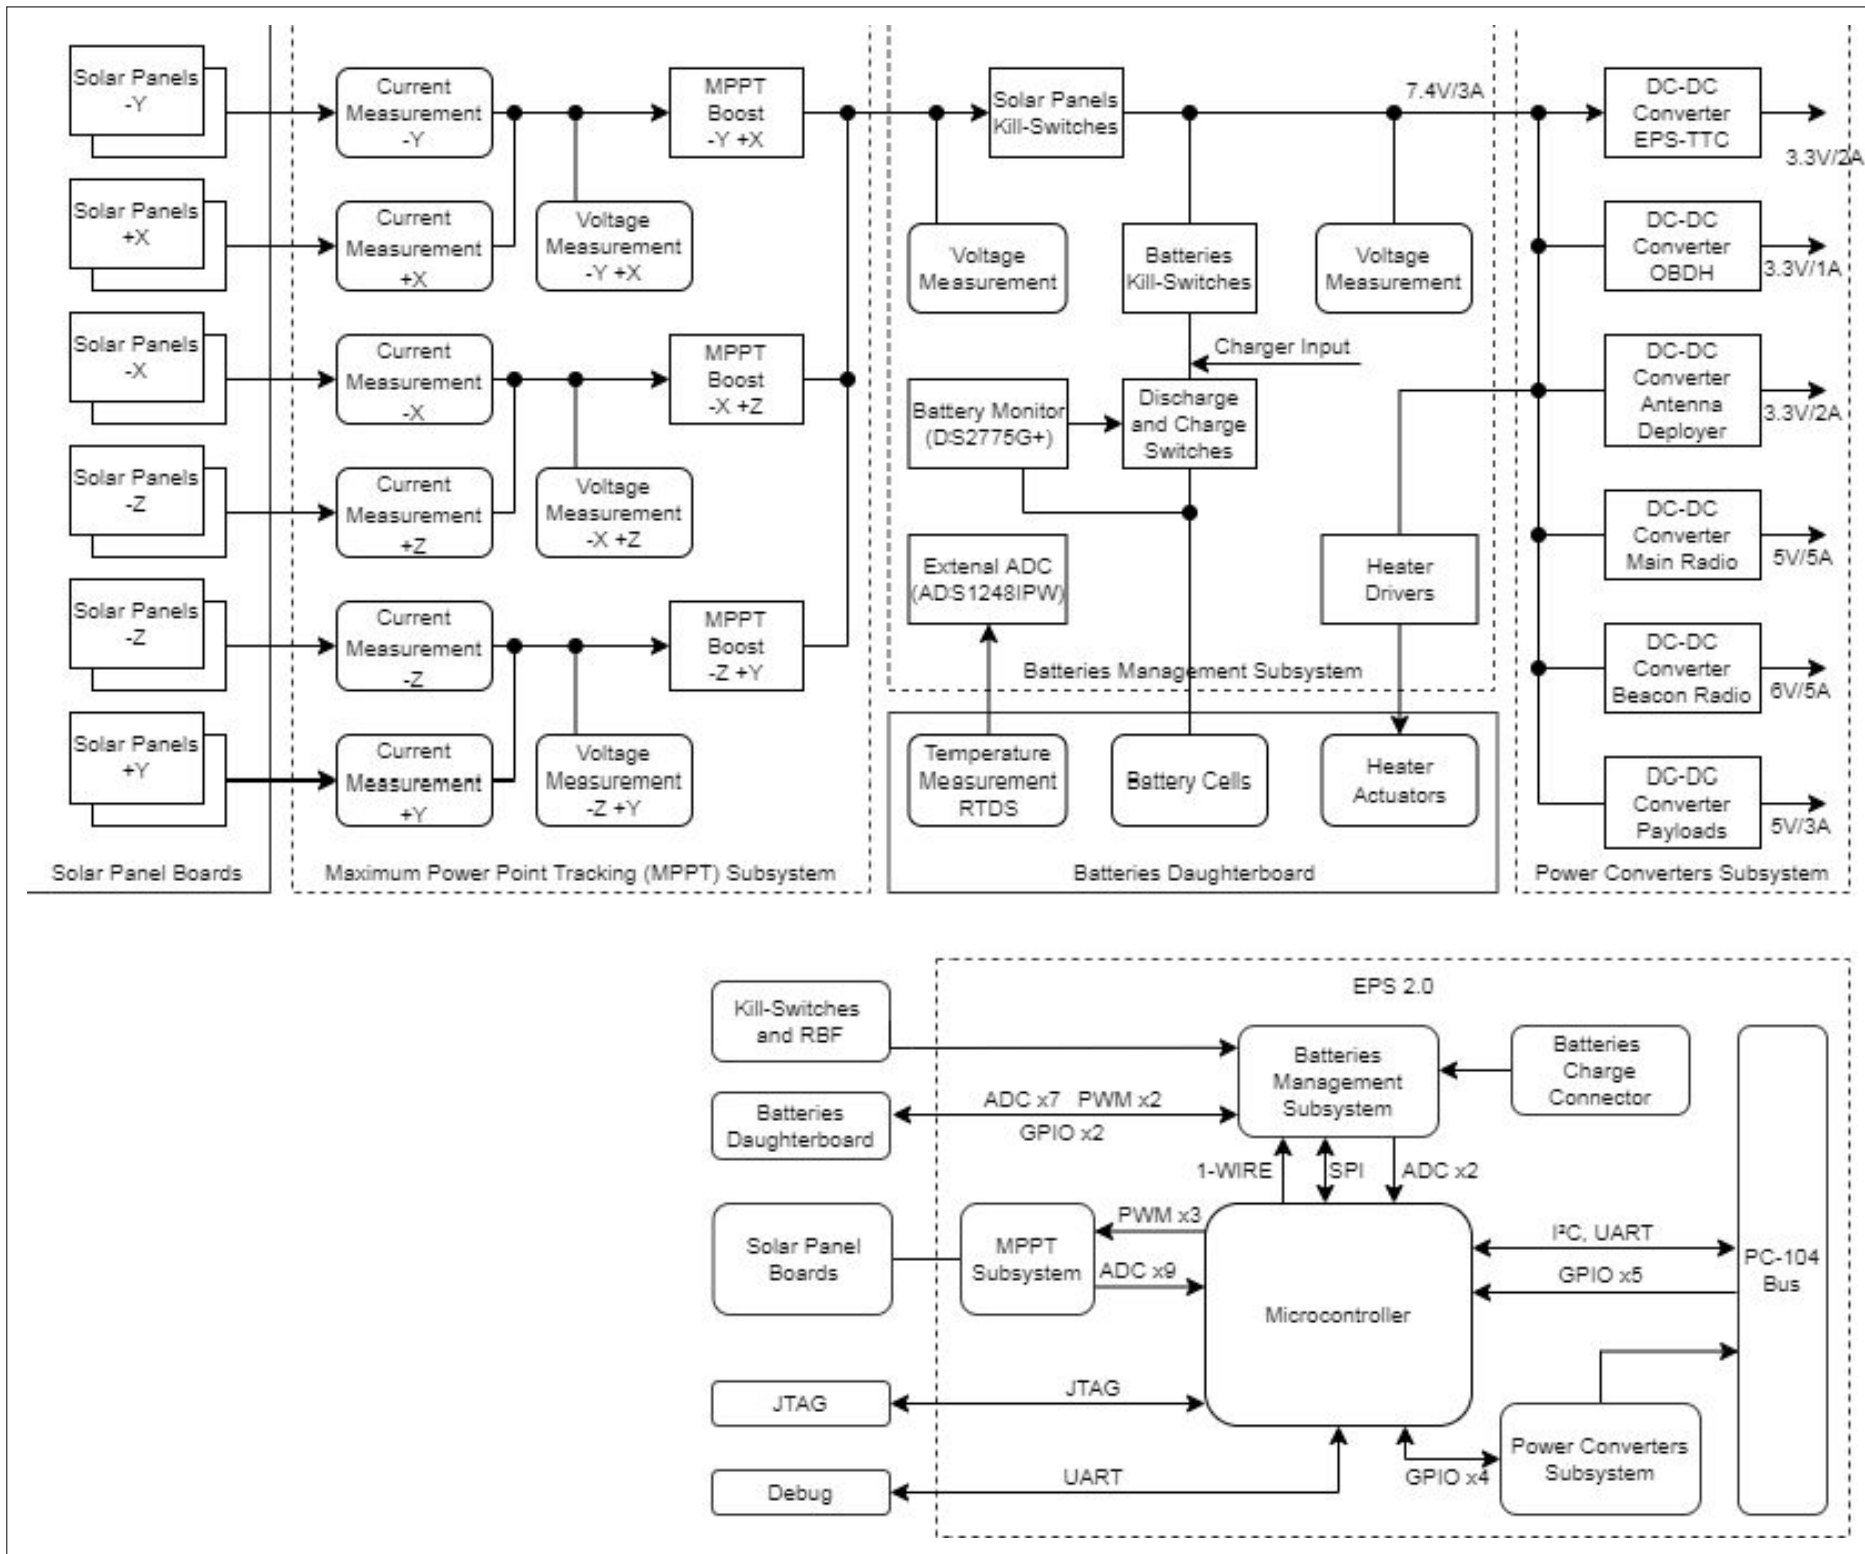 Solar Panels
-Y
Solar Panels
+X
Solar Panels
-X
Solar Panels
-Z
Solar Panels
-Z
Solar Panels
+Y
Solar Panel Boards
Current
Measurement
-Y
Current
Measurement
+X
Current
Measurement
-X
Current
Measurement
+Z
Current
Measurement
-Z
Current
Measurement
+Y
Voltage
Measurement
-Y +X
Voltage
Measurement
-X +Z
Voltage
Measurement
-Z +Y
MPPT
Boost
-Y +X
MPPT
Boost
-X +Z
MPPT
Boost
-Z +Y
Maximum Power Point Tracking (MPPT) Subsystem
Solar Panels
Kill-Switches
7.4V/3A
Voltage
Measurement
Batteries
Kill-Switches
Voltage
Measurement
Charger Input
Battery Monitor
(DS2775G+)
Discharge
and Charge
Switches
Extenal ADC
(ADS1248IPW)
Heater
Drivers
Batteries Management Subsystem
Temperature
Measurement
RTDS
Battery Cells
Heater
Actuators
Batteries Daughterboard
DC-DC
Converter
EPS-TTC
3.3V/2A
DC-DC
Converter
OBDH
3.3V/1A
DC-DC
Converter
Antenna
Deployer
3.3V/2A
DC-DC
Converter
Main Radio
5V/5A
DC-DC
Converter
Beacon Radio
6V/5A
DC-DC
Converter
Payloads
5V/3A
Power Converters Subsystem
EPS 2.0
Kill-Switches
and RBF
Batteries
Management
Subsystem
Batteries
Charge
Connector
Batteries
Daughterboard
ADC x7 PWM x2
GPIO x2
1-WIRE
SPI
ADC x2
Solar Panel
Boards
MPPT
Subsystem
PWM x3
ADC x9
Microcontroller
I²C, UART
GPIO x5
PC-104
Bus
JTAG
JTAG
Debug
UART
GPIO x4
Power Converters
Subsystem